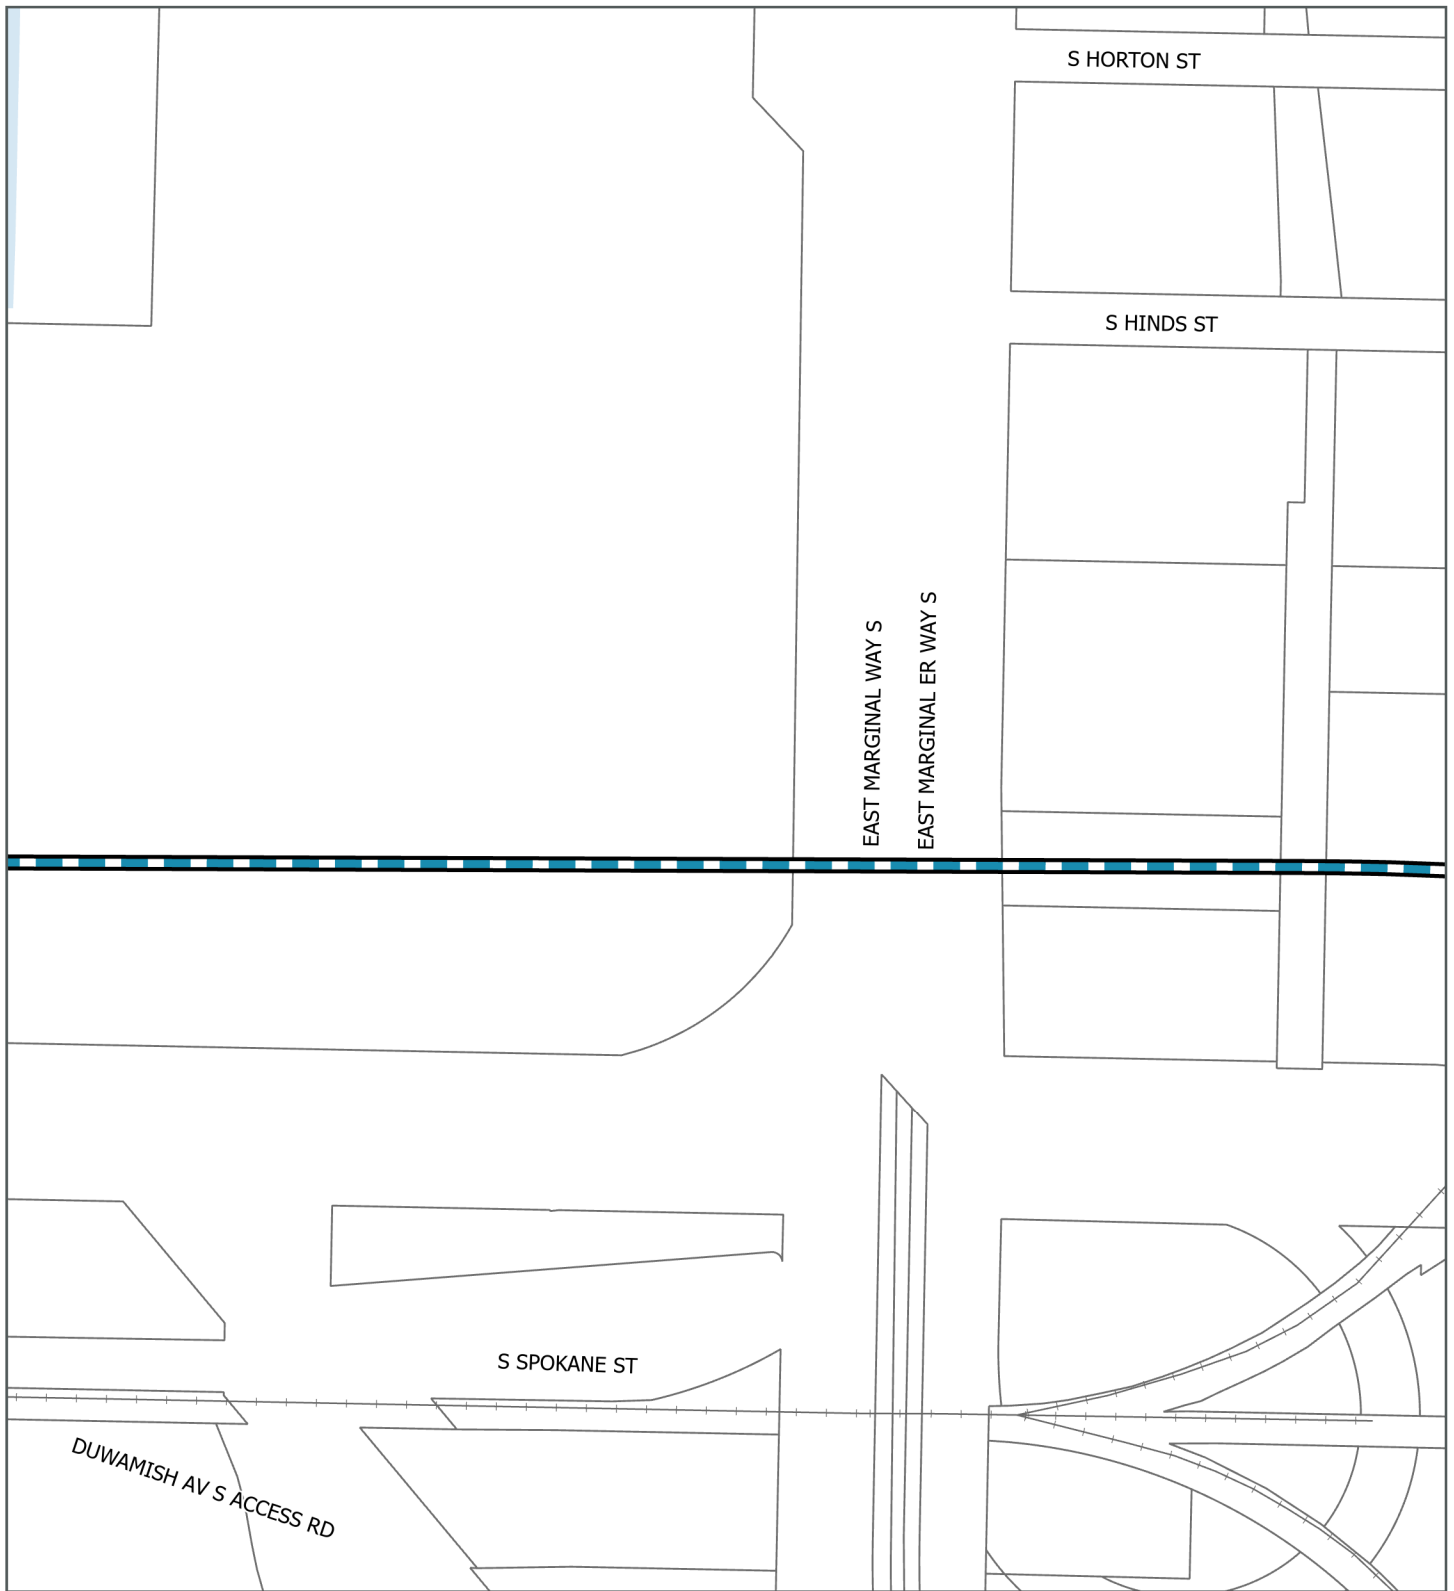 S HORTON ST
S HINDS ST
EAST MARGINAL WAY S
EAST MARGINAL ER WAY S
S SPOKANE ST
DUWAMISH AV S ACCESS RD